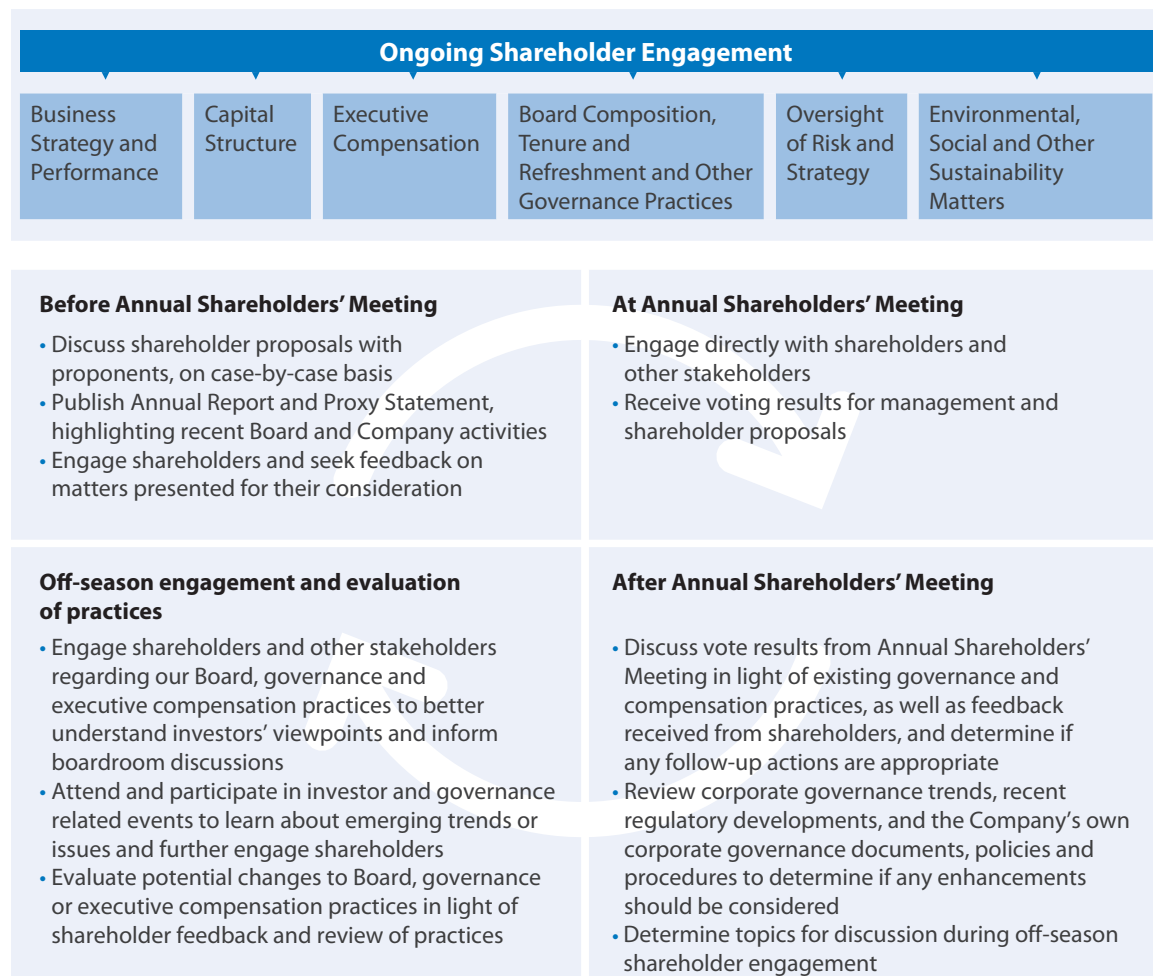 Ongoing Shareholder Engagement
Business
Strategy and
Performance
Capital
Structure
Executive
Compensation
Board Composition,
Tenure and
Refreshment and Other
Governance Practices
Oversight
of Risk and
Strategy
Environmental,
Social and Other
Sustainability
Matters
Before Annual Shareholders’ Meeting
• Discuss shareholder proposals with
proponents, on case-by-case basis
• Publish Annual Report and Proxy Statement,
highlighting recent Board and Company activities
• Engage shareholders and seek feedback on
matters presented for their consideration
At Annual Shareholders’ Meeting
• Engage directly with shareholders and
other stakeholders
• Receive voting results for management and
shareholder proposals
Off-season engagement and evaluation
of practices
• Engage shareholders and other stakeholders
regarding our Board, governance and
executive compensation practices to better
understand investors’ viewpoints and inform
boardroom discussions
• Attend and participate in investor and governance
related events to learn about emerging trends or
issues and further engage shareholders
• Evaluate potential changes to Board, governance
or executive compensation practices in light of
shareholder feedback and review of practices
After Annual Shareholders’ Meeting
• Discuss vote results from Annual Shareholders’
Meeting in light of existing governance and
compensation practices, as well as feedback
received from shareholders, and determine if
any follow-up actions are appropriate
• Review corporate governance trends, recent
regulatory developments, and the Company’s own
corporate governance documents, policies and
procedures to determine if any enhancements
should be considered
• Determine topics for discussion during off-season
shareholder engagement